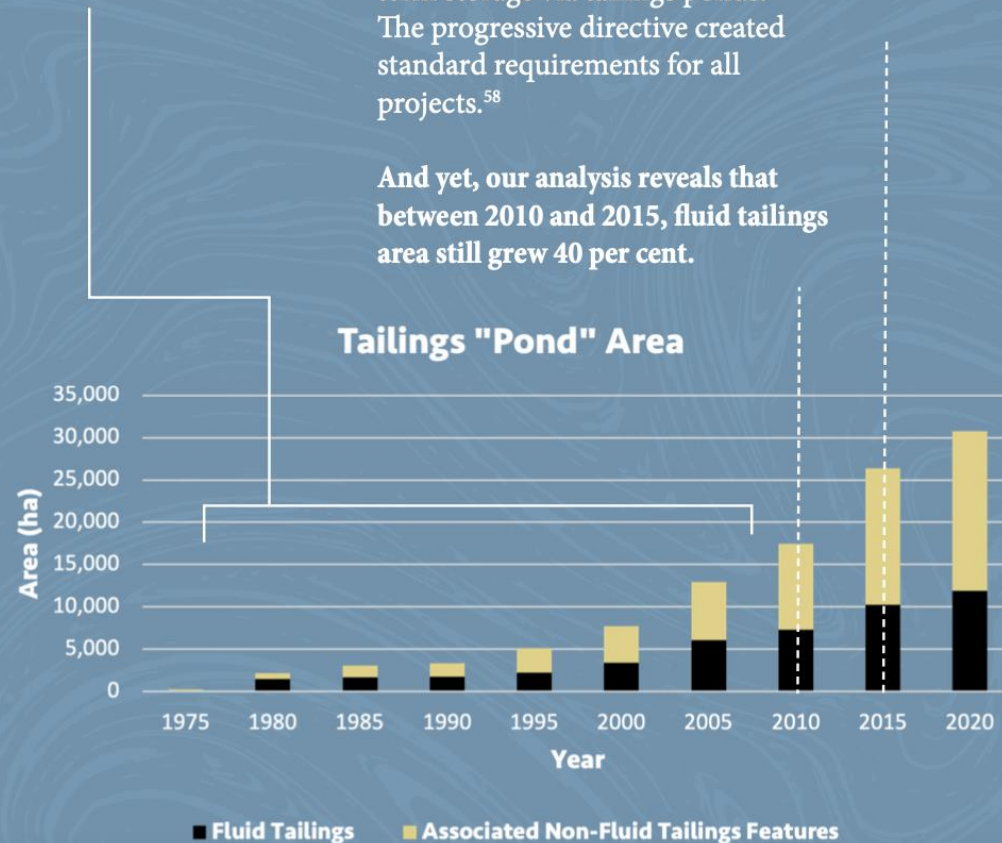 The progressive directive created
standard requirements for all
projects.⁵⁸
And yet, our analysis reveals that
between 2010 and 2015, fluid tailings
area still grew 40 per cent.
Tailings "Pond" Area
35,000
30,000
25,000
20,000
15,000
10,000
5,000
0
Area (ha)
1975 1980 1985 1990 1995 2000 2005 2010 2015 2020
Year
Fluid Tailings Associated Non-Fluid Tailings Features